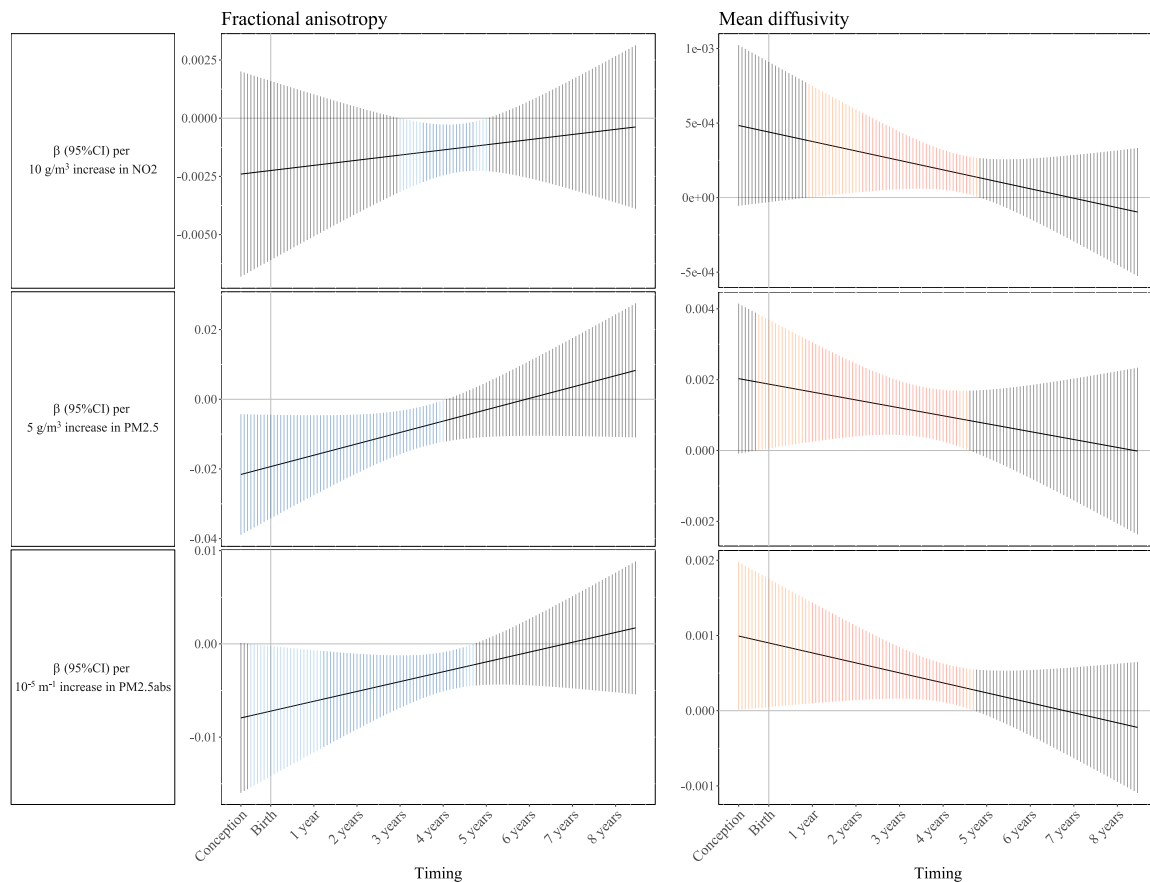 Fractional anisotropy
Mean diffusivity
β (95%CI) per
10 g/m³ increase in NO2
0.0025
0.0000
-0.0025
-0.0050
1e-03
5e-04
0e+00
-5e-04
β (95%CI) per
5 g/m³ increase in PM2.5
0.02
0.00
-0.02
-0.04
0.004
0.002
0.000
-0.002
β (95%CI) per
10⁻⁵ m⁻¹ increase in PM2.5abs
0.01
0.00
-0.01
0.002
0.001
0.000
-0.001
Conception
Birth
1 year
2 years
3 years
4 years
5 years
6 years
7 years
8 years
Timing
Conception
Birth
1 year
2 years
3 years
4 years
5 years
6 years
7 years
8 years
Timing